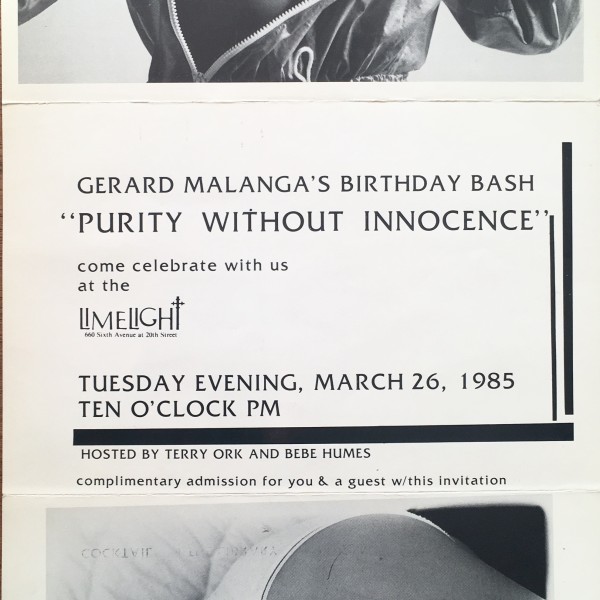 GERARD MALANGA'S BIRTHDAY BASH
“PURITY WITHOUT INNOCENCE”
come celebrate with us
at the
LIMELIGHT
660 Sixth Avenue at 20th Street
TUESDAY EVENING, MARCH 26, 1985
TEN O'CLOCK PM
HOSTED BY TERRY ORK AND BEBE HUMES
complimentary admission for you & a guest w/this invitation
COCKTAIL